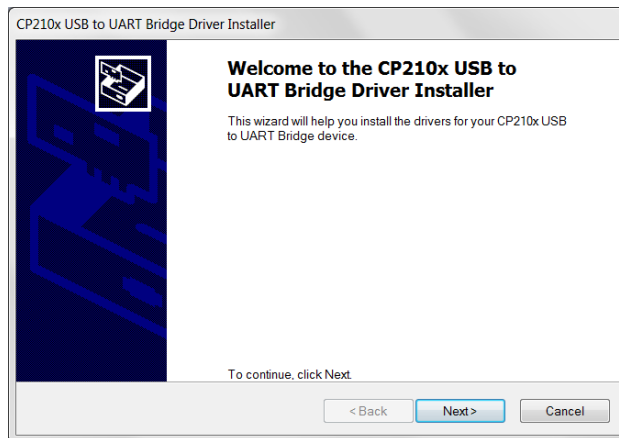 CP210x USB to UART Bridge Driver Installer
Welcome to the CP210x USB to
UART Bridge Driver Installer
This wizard will help you install the drivers for your CP210x USB
to UART Bridge device.
To continue, click Next.
< Back
Next >
Cancel